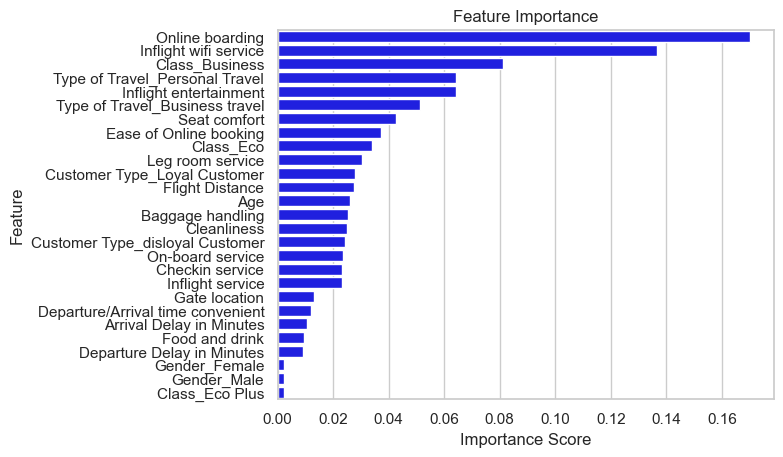 Feature Importance
Online boarding
Inflight wifi service
Class_Business
Type of Travel_Personal Travel
Inflight entertainment
Type of Travel_Business travel
Seat comfort
Ease of Online booking
Class_Eco
Leg room service
Customer Type_Loyal Customer
Flight Distance
Age
Baggage handling
Cleanliness
Customer Type_disloyal Customer
On-board service
Checkin service
Inflight service
Gate location
Departure/Arrival time convenient
Arrival Delay in Minutes
Food and drink
Departure Delay in Minutes
Gender_Female
Gender_Male
Class_Eco Plus
Feature
0.00 0.02 0.04 0.06 0.08 0.10 0.12 0.14 0.16
Importance Score